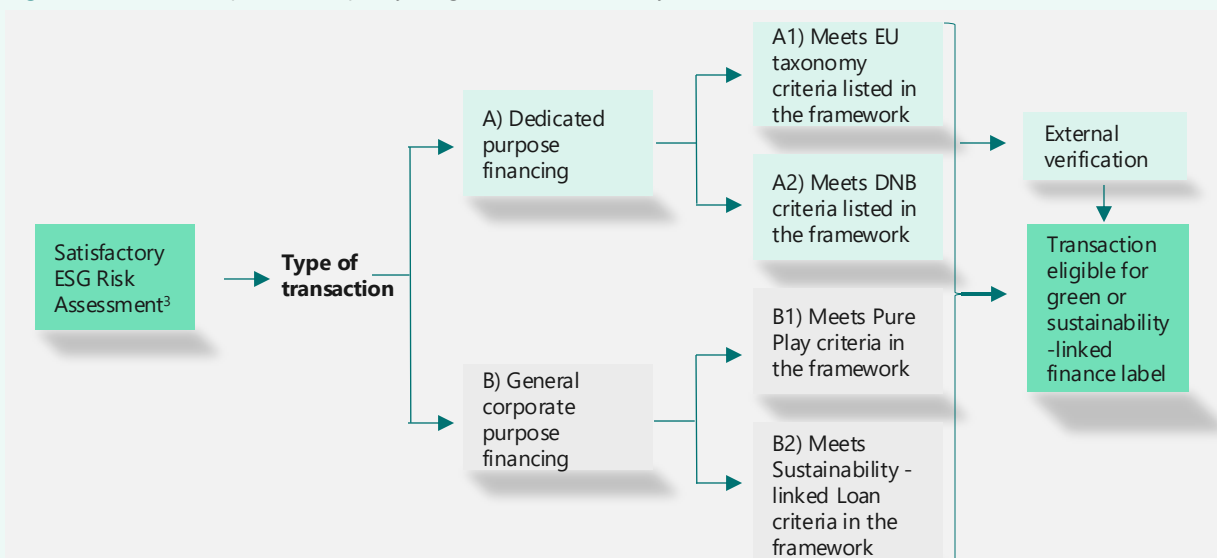 A1) Meets EU
taxonomy
criteria listed in
the framework
A) Dedicated
purpose
financing
External
verification
A2) Meets DNB
criteria listed in
the framework
Satisfactory
ESG Risk
Assessment³
Type of
transaction
Transaction
eligible for
green or
sustainability
-linked
finance label
B1) Meets Pure
Play criteria in
the framework
B) General
corporate
purpose
financing
B2) Meets
Sustainability -
linked Loan
criteria in the
framework